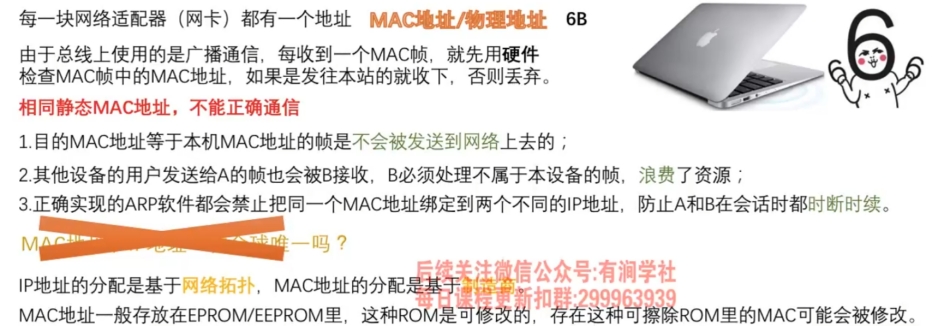 每一块网络适配器（网卡）都有一个地址 MAC地址/物理地址 6B
由于总线上使用的是广播通信，每收到一个MAC帧，就先用硬件
检查MAC帧中的MAC地址，如果是发往本站的就收下，否则丢弃。
6
相同静态MAC地址，不能正确通信
1.目的MAC地址等于本机MAC地址的帧是不会被发送到网络上去的；
2.其他设备的用户发送给A的帧也会被B接收，B必须处理不属于本设备的帧，浪费了资源；
3.正确实现的ARP软件都会禁止把同一个MAC地址绑定到两个不同的IP地址，防止A和B在会话时都时断时续。
MAC 唯一吗？
后续关注微信公众号:有涧学社
IP地址的分配是基于网络拓扑，MAC地址的分配是基于制造商。
每日课程更新扣群:299963939
MAC地址一般存放在EPROM/EEPROM里，这种ROM是可修改的，存在这种可擦除ROM里的MAC可能会被修改。